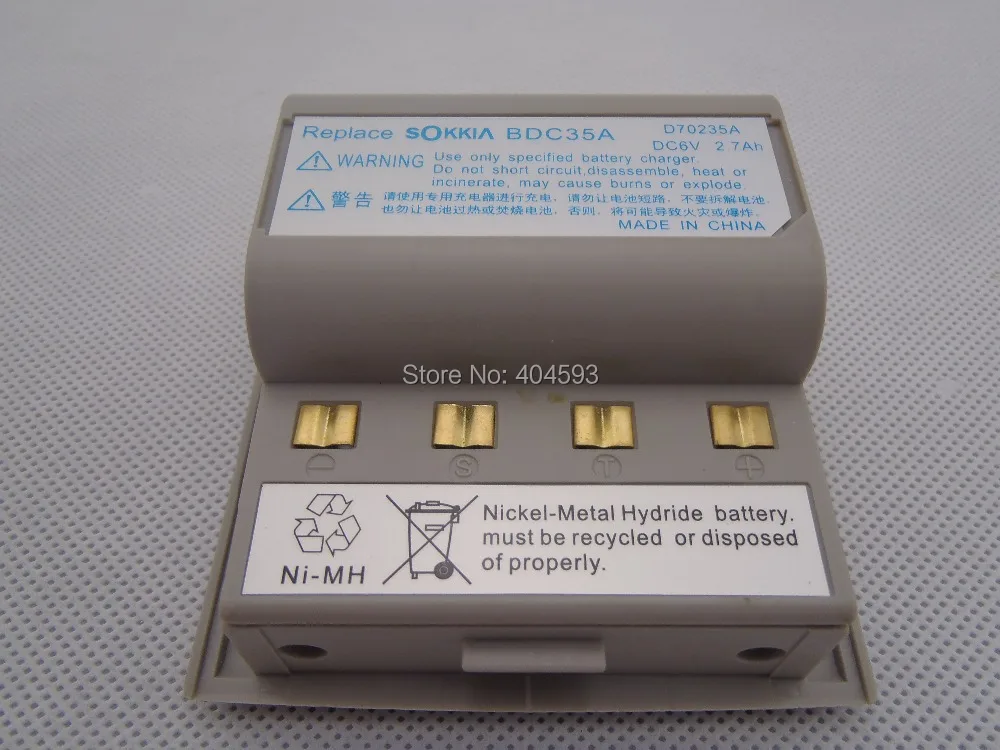 Replace SOKKIA BDC35A
D70235A
DC6V 2 7Ah
WARNING
Use only specified battery charger.
Do not short circuit,disassemble, heat or
incinerate, may cause burns or explode.
警告
请使用专用充电器进行充电, 请勿让电池短路, 不要拆解电池,
也勿让电池过热或焚烧电池, 否则, 将可能导致火灾或爆炸.
MADE IN CHINA
Store No: 404593
− S T +
Ni-MH
Nickel-Metal Hydride battery.
must be recycled or disposed
of properly.